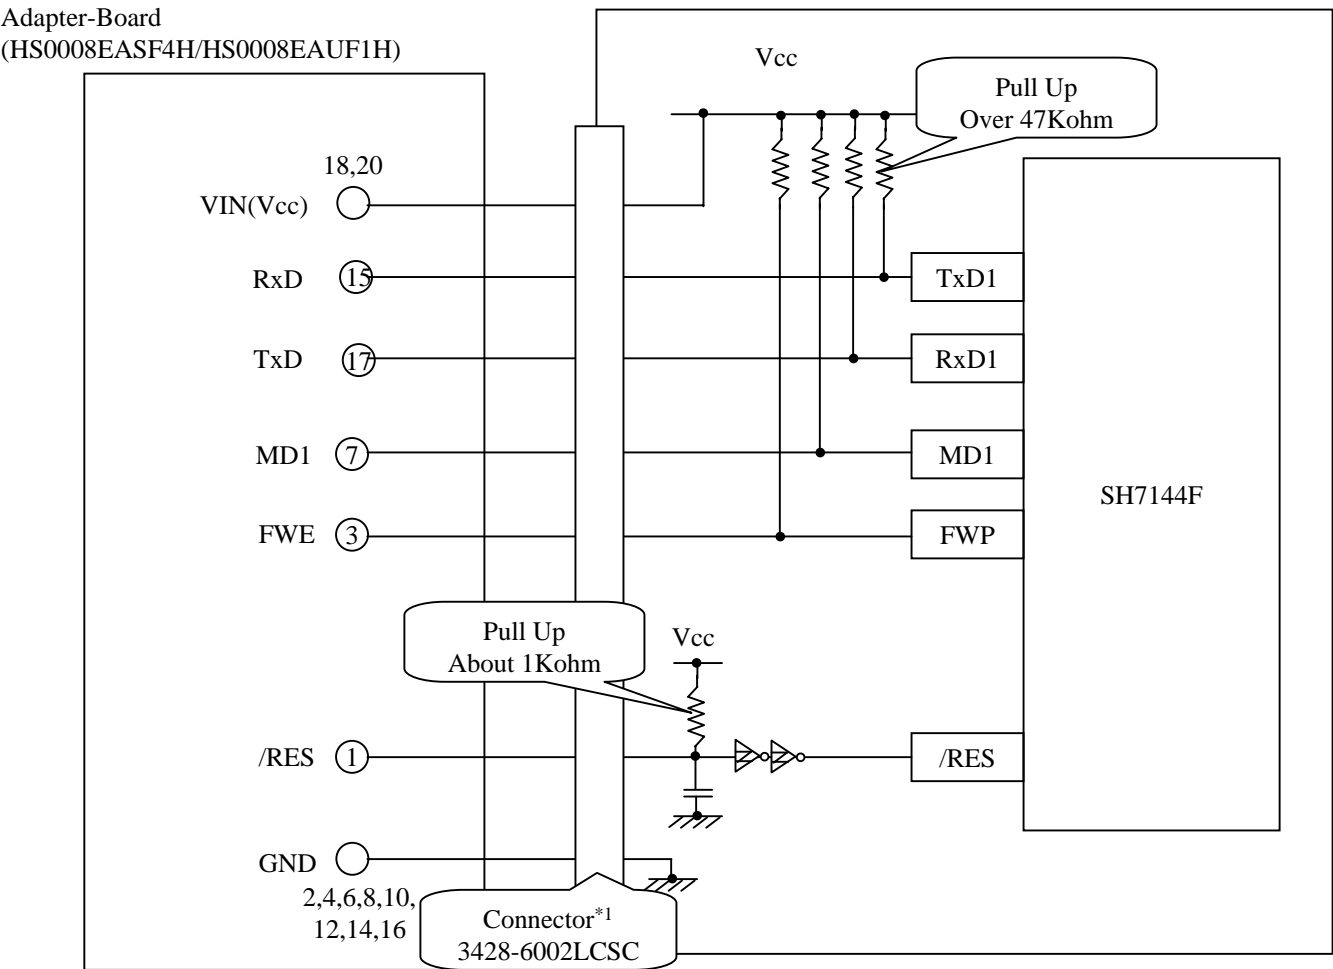 Adapter-Board
(HS0008EASF4H/HS0008EAUF1H)
Vcc
Pull Up
Over 47Kohm
18,20
VIN(Vcc)
RxD 15 TxD1
TxD 17 RxD1
MD1 7 MD1
SH7144F
FWE 3 FWP
Pull Up
About 1Kohm
Vcc
/RES 1 /RES
GND
2,4,6,8,10,
12,14,16
Connector*1
3428-6002LCSC